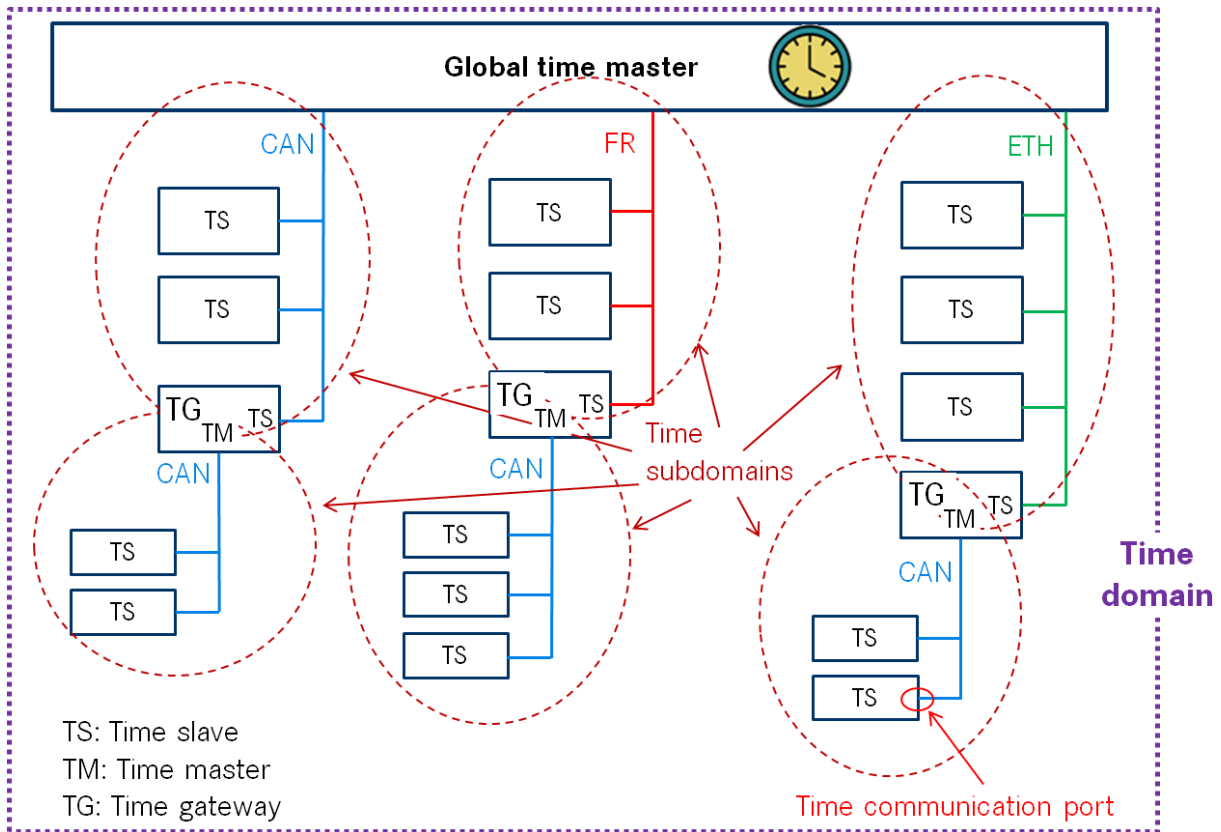 Global time master
CAN
FR
ETH
TS
TS
TS
TS
TS
TS
TS
TG
TM
TS
TG
TM
TS
CAN
CAN
Time
subdomains
TG
TM
TS
TS
TS
TS
TS
TS
CAN
Time
domain
TS
TS
TS: Time slave
TM: Time master
TG: Time gateway
Time communication port